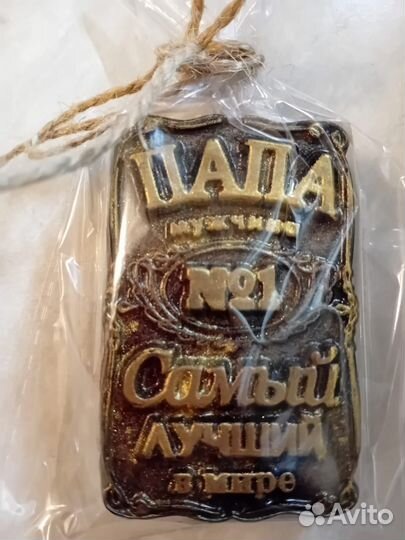 ПАПА
мужчина
№1
Самый
ЛУЧШИЙ
в мире
Avito